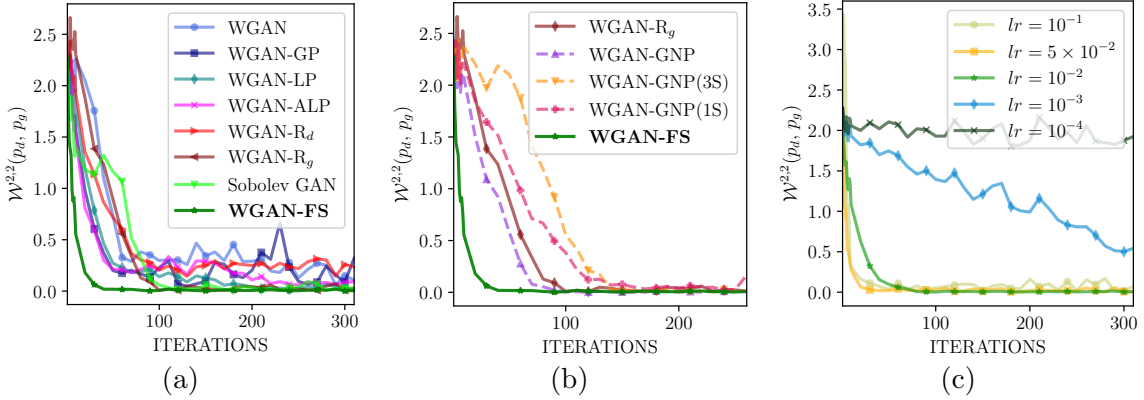 2.5
2.0
1.5
1.0
0.5
0.0
𝒲^{2,2}(p_d, p_g)
WGAN
WGAN-GP
WGAN-LP
WGAN-ALP
WGAN-R_d
WGAN-R_g
Sobolev GAN
WGAN-FS
100
200
300
ITERATIONS
(a)
2.5
2.0
1.5
1.0
0.5
0.0
𝒲^{2,2}(p_d, p_g)
WGAN-R_g
WGAN-GNP
WGAN-GNP(3S)
WGAN-GNP(1S)
WGAN-FS
100
200
ITERATIONS
(b)
3.5
3.0
2.5
2.0
1.5
1.0
0.5
0.0
𝒲^{2,2}(p_d, p_g)
lr = 10^{-1}
lr = 5 × 10^{-2}
lr = 10^{-2}
lr = 10^{-3}
lr = 10^{-4}
100
200
300
ITERATIONS
(c)